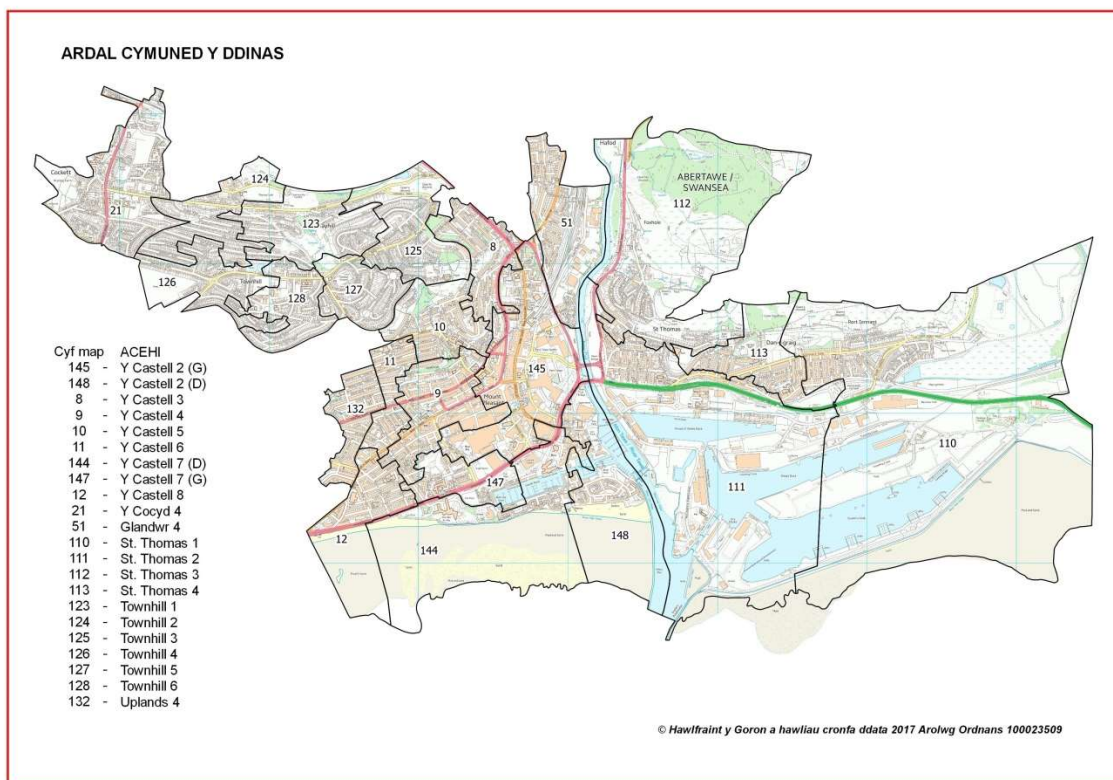 ARDAL CYMUNED Y DDINAS
Cockett
21
124
123
125
126
Townhill
128
127
8
51
Hafod
ABERTAWE /
SWANSEA
112
10
11
9
132
145
Mount
Pleasant
St Thomas
Dan-y-graig
113
Port Tennant
110
111
147
12
144
148
Cyf map ACEHI
145 - Y Castell 2 (G)
148 - Y Castell 2 (D)
8 - Y Castell 3
9 - Y Castell 4
10 - Y Castell 5
11 - Y Castell 6
144 - Y Castell 7 (D)
147 - Y Castell 7 (G)
12 - Y Castell 8
21 - Y Cocyd 4
51 - Glandwr 4
110 - St. Thomas 1
111 - St. Thomas 2
112 - St. Thomas 3
113 - St. Thomas 4
123 - Townhill 1
124 - Townhill 2
125 - Townhill 3
126 - Townhill 4
127 - Townhill 5
128 - Townhill 6
132 - Uplands 4
© Hawlfraint y Goron a hawliau cronfa ddata 2017 Arolwg Ordnans 100023509